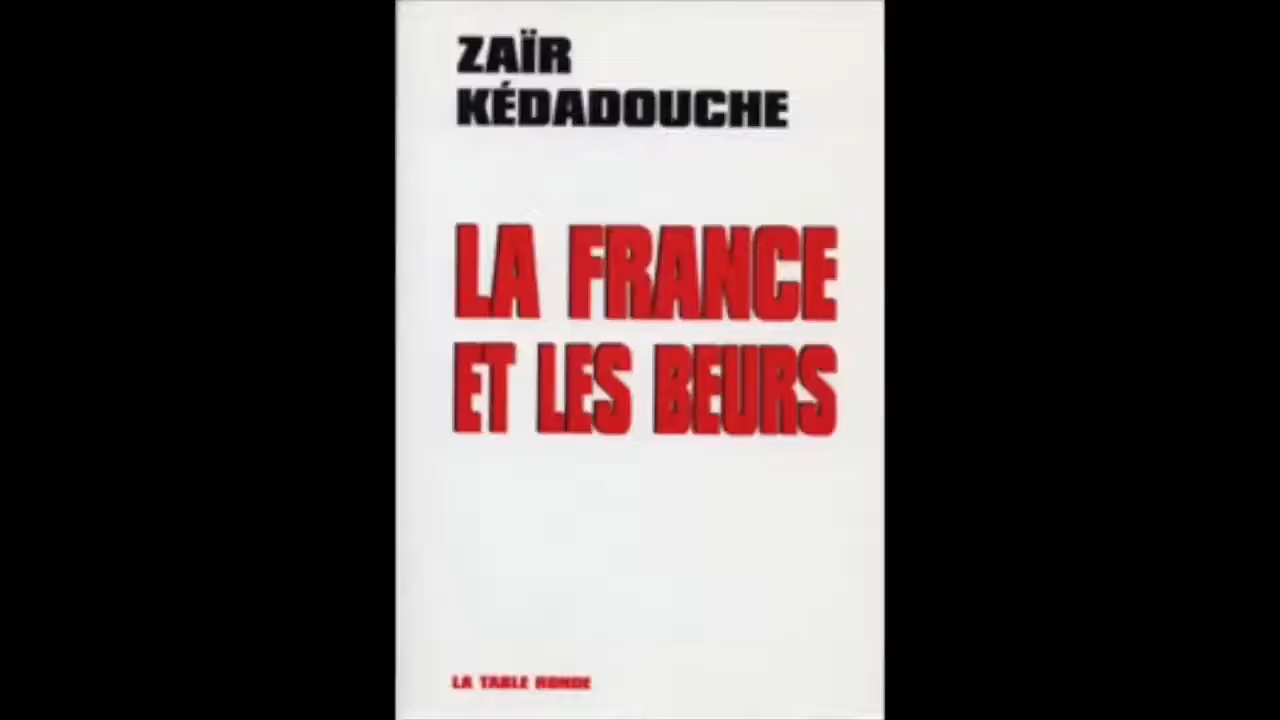 ZAÏR
KÉDADOUCHE
LA FRANCE
ET LES BEURS
LA TABLE RONDE